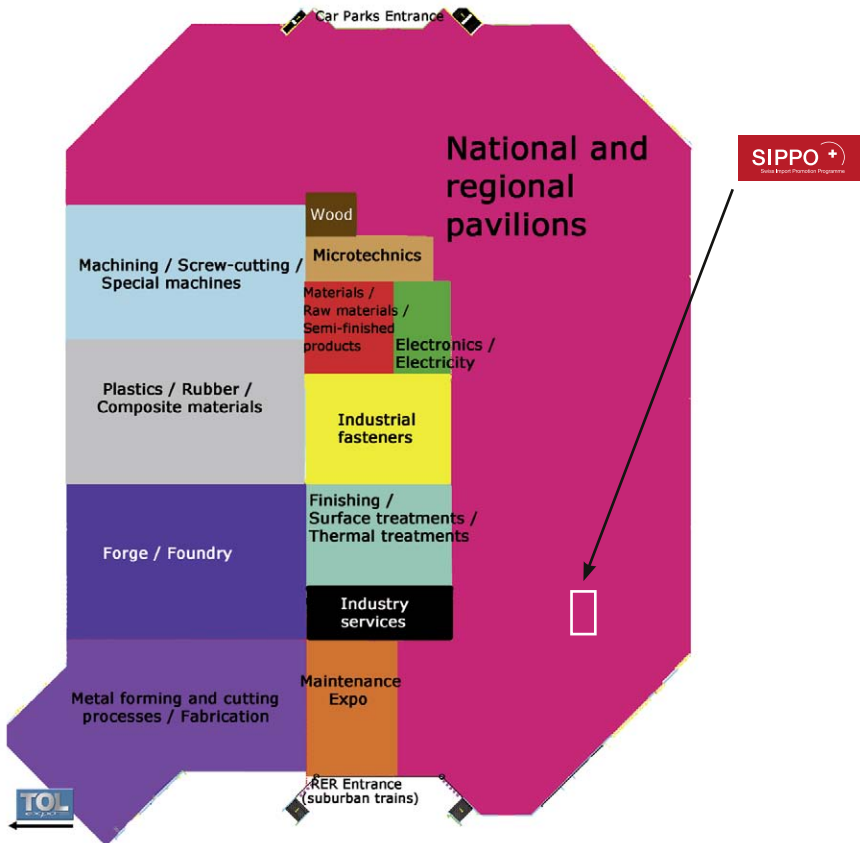 Car Parks Entrance
National and
regional
pavilions
SIPPO
Swiss Import Promotion Programme
Wood
Microtechnics
Machining / Screw-cutting /
Special machines
Materials /
Raw materials /
Semi-finished
products
Electronics /
Electricity
Plastics / Rubber /
Composite materials
Industrial
fasteners
Finishing /
Surface treatments /
Thermal treatments
Forge / Foundry
Industry
services
Maintenance
Expo
Metal forming and cutting
processes / Fabrication
RER Entrance
(suburban trains)
TOL
expo